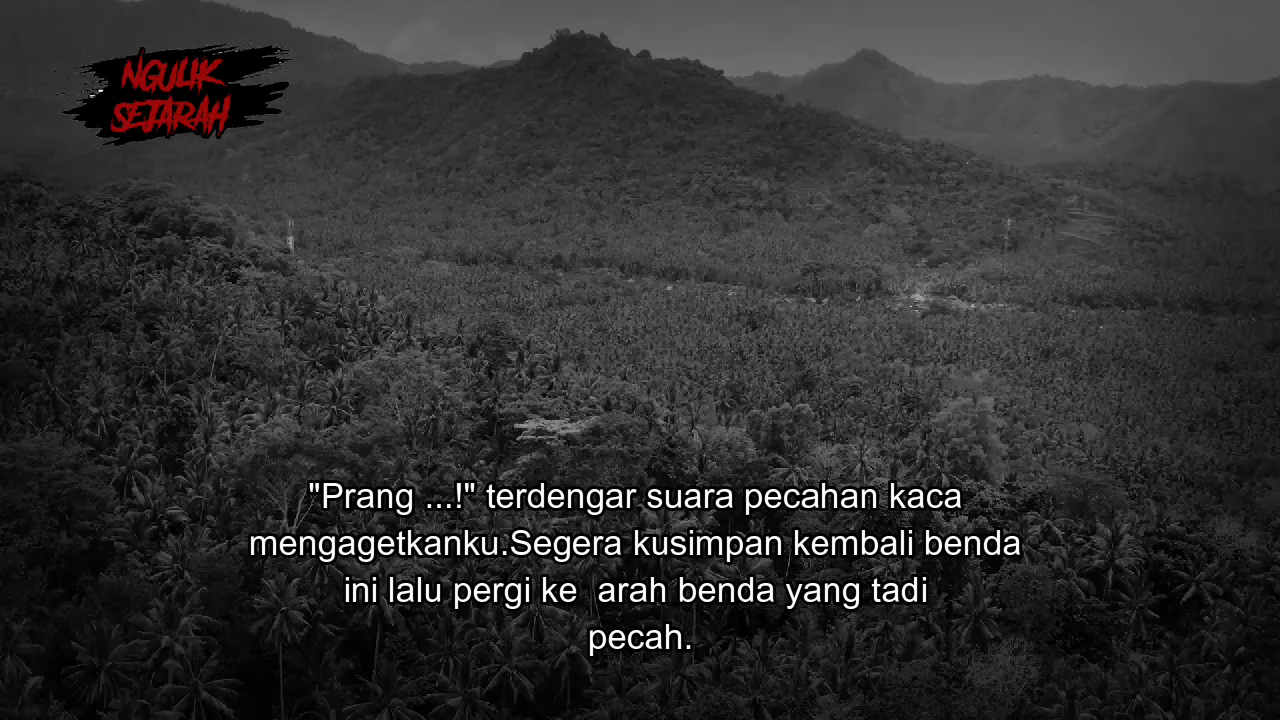 NGULIK
SEJARAH
"Prang ...!" terdengar suara pecahan kaca
mengagetkanku.Segera kusimpan kembali benda
ini lalu pergi ke  arah benda yang tadi
pecah.